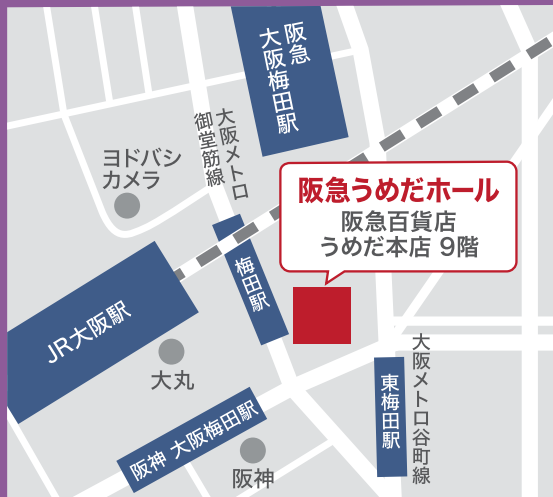 阪急
大阪梅田駅
大阪メトロ
御堂筋線
ヨドバシ
カメラ
阪急うめだホール
阪急百貨店
うめだ本店 9階
梅田駅
JR大阪駅
大丸
阪神 大阪梅田駅
阪神
東梅田駅
大阪メトロ谷町線